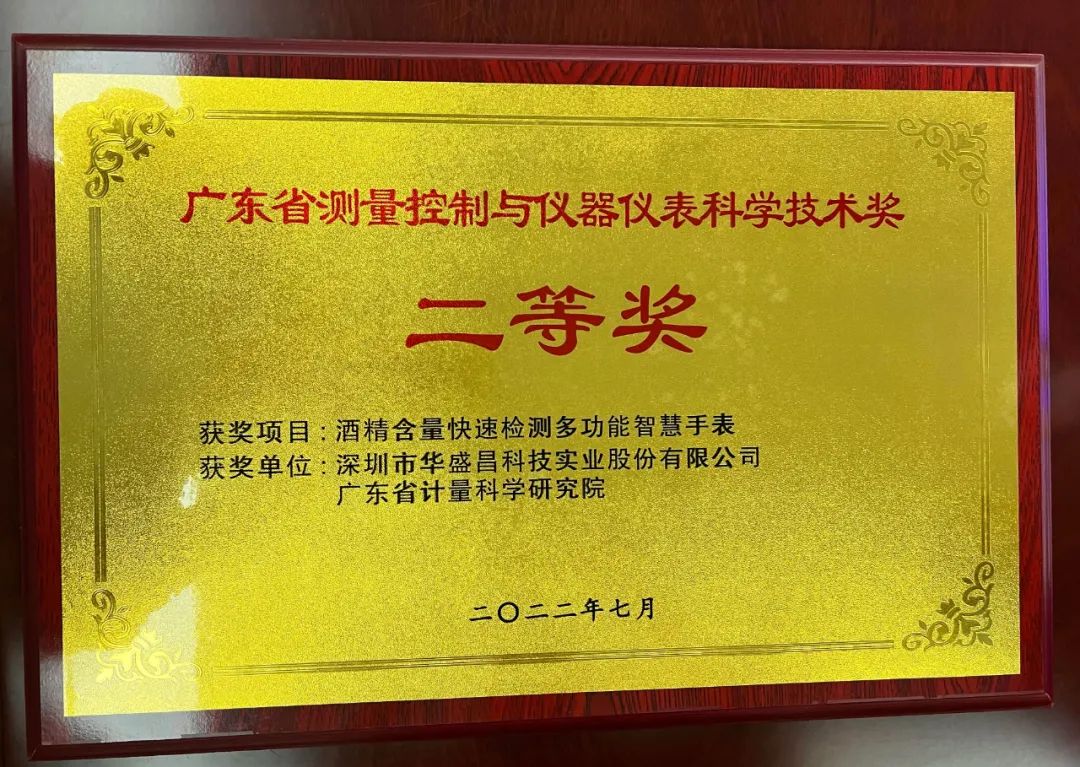 广东省测量控制与仪器仪表科学技术奖
二等奖
获奖项目:酒精含量快速检测多功能智慧手表
获奖单位:深圳市华盛昌科技实业股份有限公司
广东省计量科学研究院
二〇二二年七月